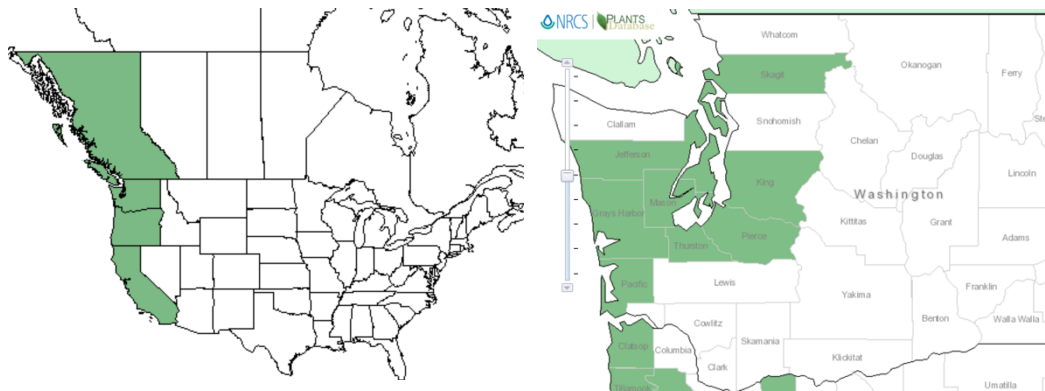 NRCS | PLANTS
Database
Whatcom
Okanogan
Ferry
Skagit
Clallam
Snohomish
Chelan
Douglas
Jefferson
Lincoln
King
Washington
Mason
Grays Harbor
Kittitas
Grant
Pierce
Adams
Thurston
Pacific
Lewis
Yakima
Franklin
Benton
Walla Walla
Cowlitz
Clatsop
Columbia
Skamania
Klickitat
Clark
Tillamook
Umatilla